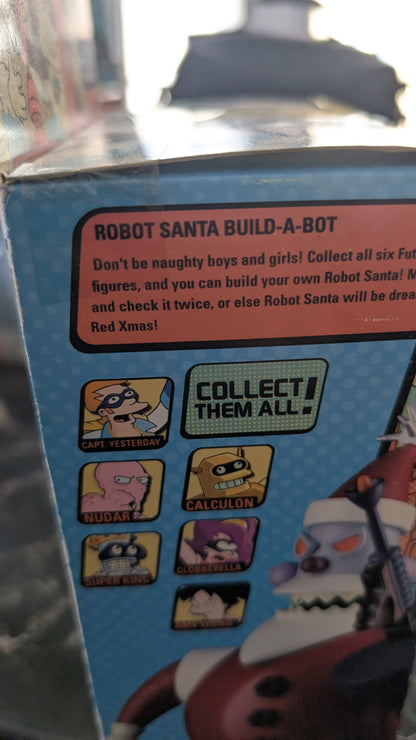 ROBOT SANTA BUILD-A-BOT
Don't be naughty boys and girls! Collect all six Fut
figures, and you can build your own Robot Santa! M
and check it twice, or else Robot Santa will be drea
Red Xmas!
COLLECT
THEM ALL!
CAPT. YESTERDAY
NUDAR
CALCULON
SUPER KING
CLOBBERELLA